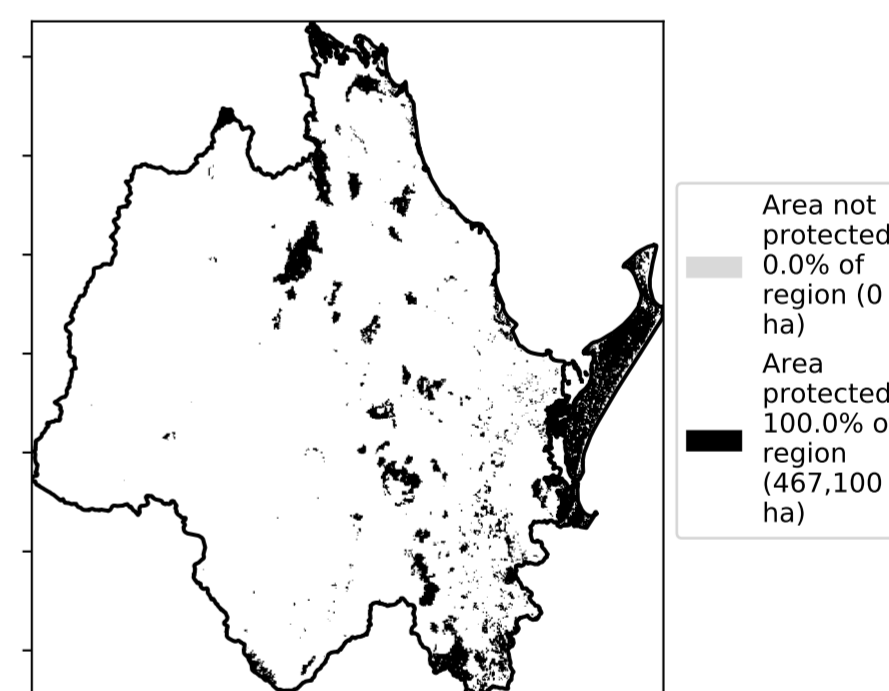 Area not
protected
0.0% of
region (0
ha)
Area
protected
100.0% o
region
(467,100
ha)